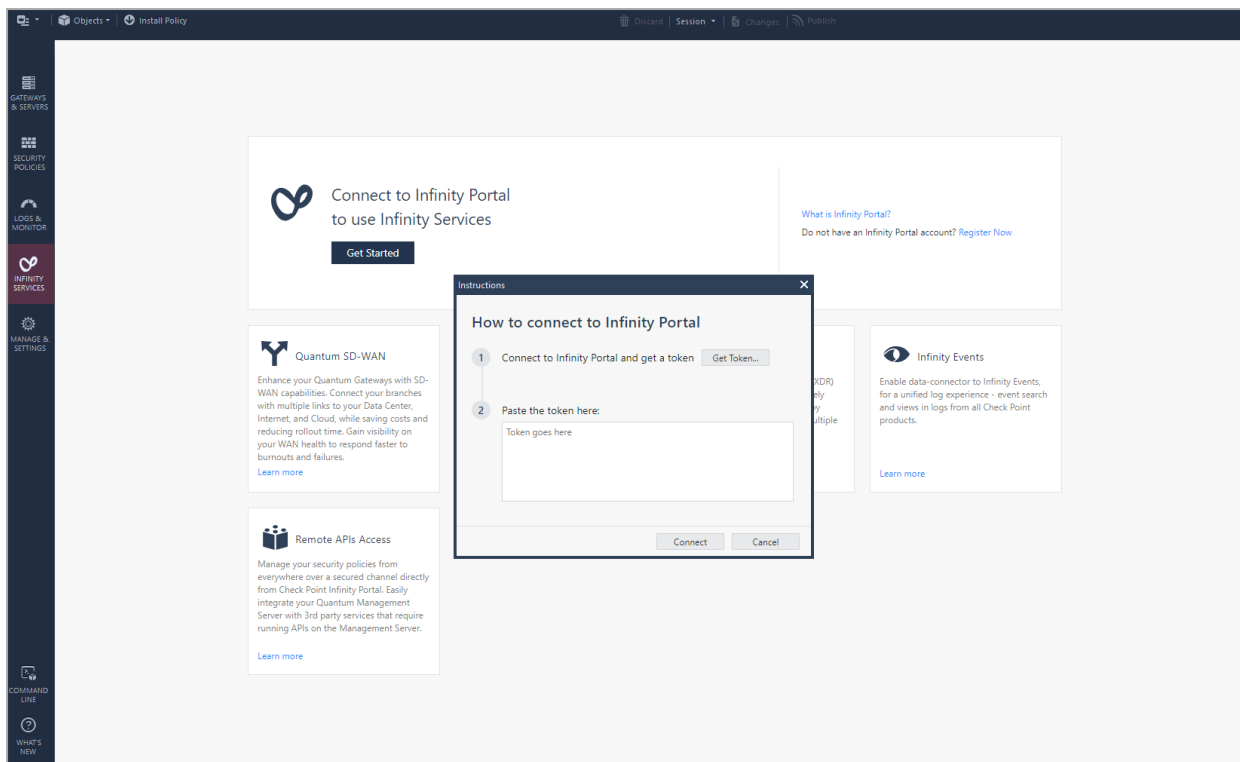 Objects
Install Policy
Discard
Session
Changes
Publish
GATEWAYS
& SERVERS
SECURITY
POLICIES
LOGS &
MONITOR
INFINITY
SERVICES
MANAGE &
SETTINGS
COMMAND
LINE
WHAT'S
NEW
Connect to Infinity Portal
to use Infinity Services
Get Started
What is Infinity Portal?
Do not have an Infinity Portal account? Register Now
Instructions
How to connect to Infinity Portal
1 Connect to Infinity Portal and get a token Get Token...
2 Paste the token here:
Token goes here
Connect Cancel
Quantum SD-WAN
Enhance your Quantum Gateways with SD-
WAN capabilities. Connect your branches
with multiple links to your Data Center,
Internet, and Cloud, while saving costs and
reducing rollout time. Gain visibility on
your WAN health to respond faster to
burnouts and failures.
Learn more
XDR)
ely
by
ultiple
Infinity Events
Enable data-connector to Infinity Events,
for a unified log experience - event search
and views in logs from all Check Point
products.
Learn more
Remote APIs Access
Manage your security policies from
everywhere over a secured channel directly
from Check Point Infinity Portal. Easily
integrate your Quantum Management
Server with 3rd party services that require
running APIs on the Management Server.
Learn more